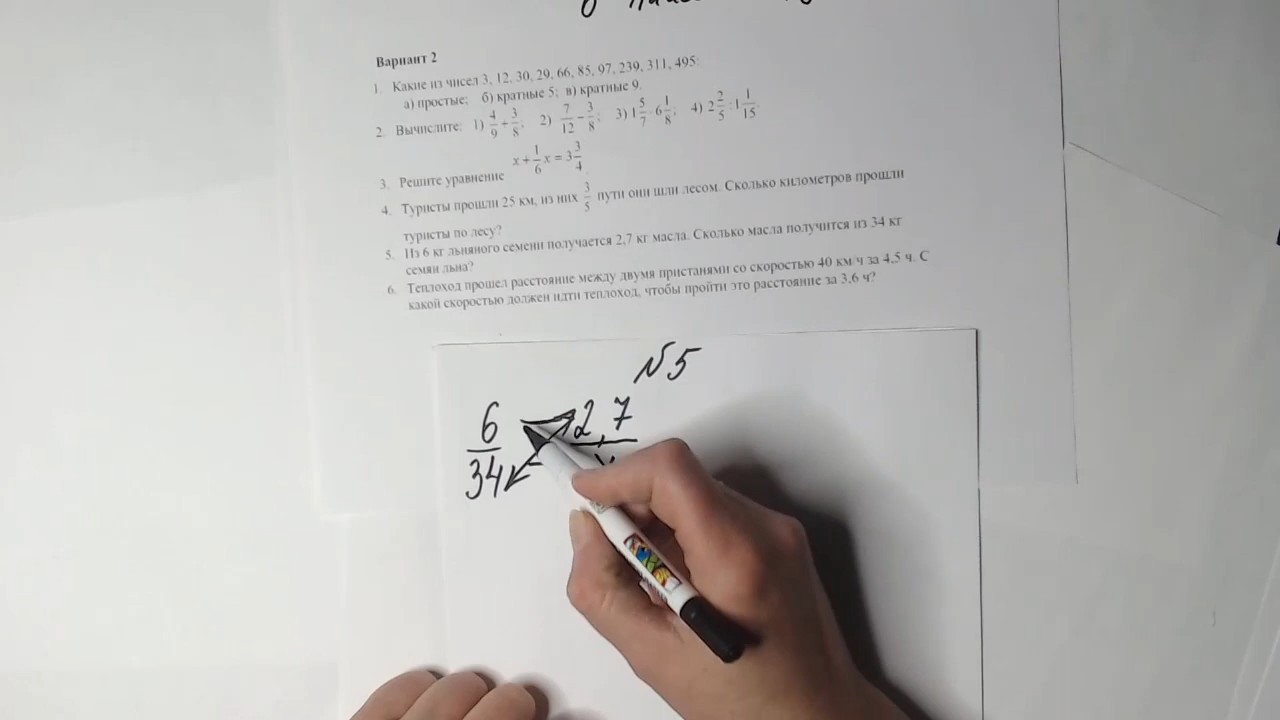 Вариант 2
1. Какие из чисел 3, 12, 30, 29, 66, 85, 97, 239, 311, 495
а) простые; б) кратные 5; в) кратные 9.
2. Вычислите: 1) 4/9 + 3/8; 2) 7/12 − 3/8; 3) 1 5/7 · 6 1/8; 4) 2 2/5 : 1 1/15.
3. Решите уравнение x + 1/6 x = 3 3/4.
4. Туристы прошли 25 км, из них 3/5 пути они шли лесом. Сколько километров прошли
туристы по лесу?
5. Из 6 кг льняного семени получается 2,7 кг масла. Сколько масла получится из 34 кг
семян льна?
6. Теплоход прошел расстояние между двумя пристанями со скоростью 40 км/ч за 4,5 ч. С
какой скоростью должен идти теплоход, чтобы пройти это расстояние за 3,6 ч?
№5
6 2,7
34